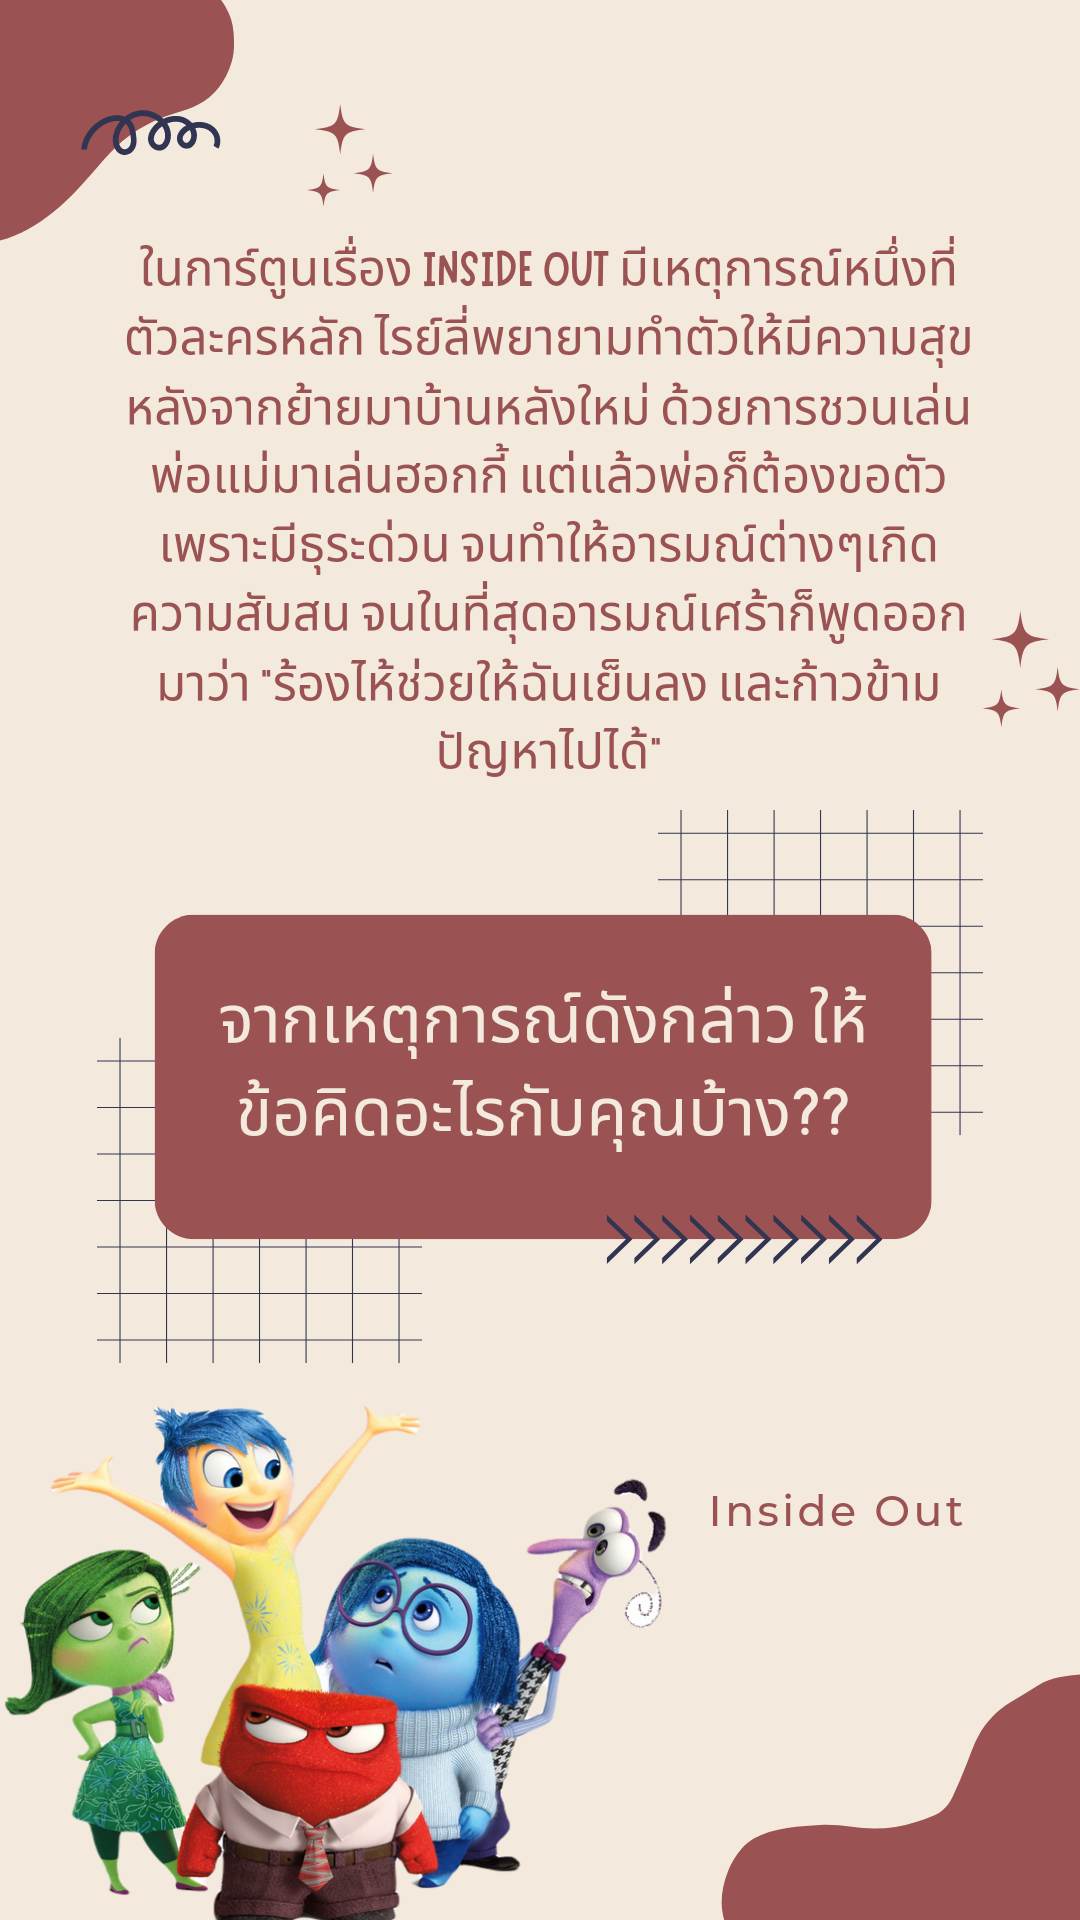 ในการ์ตูนเรื่อง INSIDE OUT มีเหตุการณ์หนึ่งที่
ตัวละครหลัก ไรย์ลี่พยายามทำตัวให้มีความสุข
หลังจากย้ายมาบ้านหลังใหม่ ด้วยการชวนเล่น
พ่อแม่มาเล่นฮอกกี้ แต่แล้วพ่อก็ต้องขอตัว
เพราะมีธุระด่วน จนทำให้อารมณ์ต่างๆเกิด
ความสับสน จนในที่สุดอารมณ์เศร้าก็พูดออก
มาว่า "ร้องไห้ช่วยให้ฉันเย็นลง และก้าวข้าม
ปัญหาไปได้"
จากเหตุการณ์ดังกล่าว ให้
ข้อคิดอะไรกับคุณบ้าง??
Inside Out